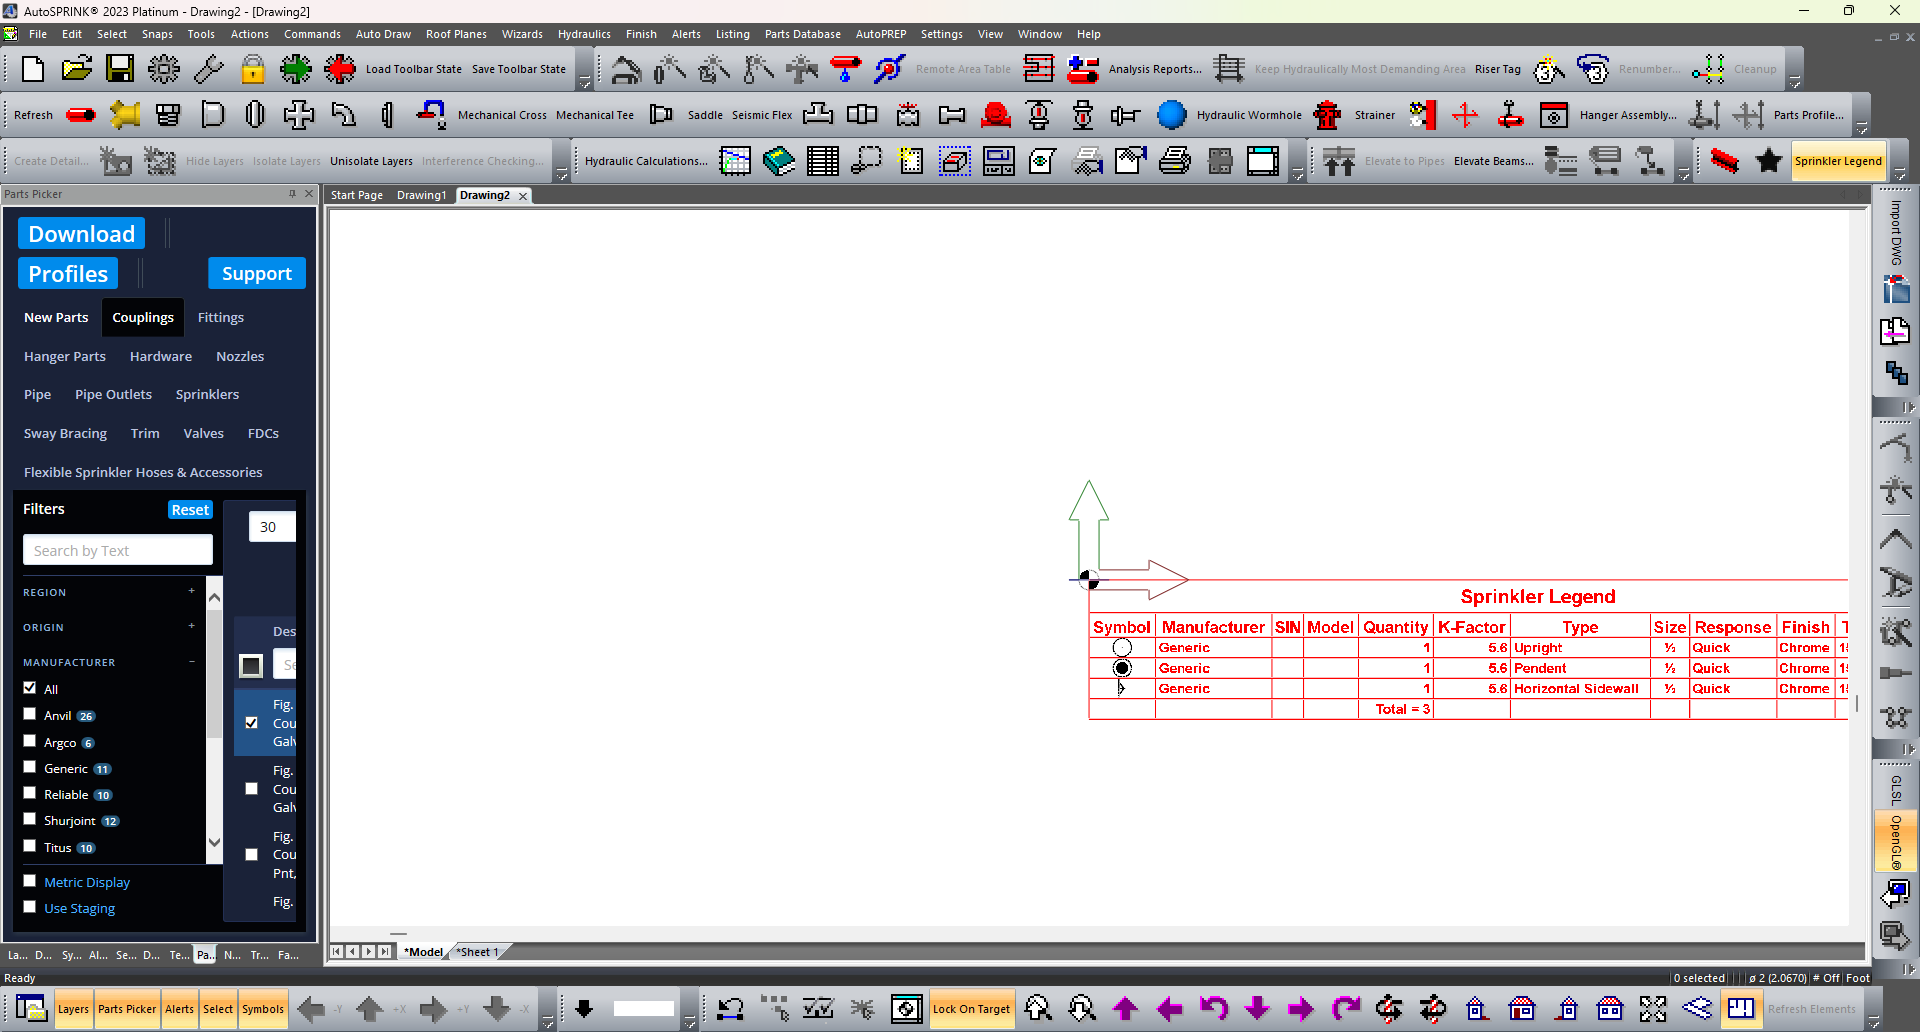 AutoSPRINK® 2023 Platinum - Drawing2 - [Drawing2]
File Edit Select Snaps Tools Actions Commands Auto Draw Roof Planes Wizards Hydraulics Finish Alerts Listing Parts Database AutoPREP Settings View Window Help
Load Toolbar State Save Toolbar State Remote Area Table Analysis Reports... Keep Hydraulically Most Demanding Area Riser Tag Renumber... Cleanup
Refresh Mechanical Cross Mechanical Tee Saddle Seismic Flex Hydraulic Wormhole Strainer Hanger Assembly... Parts Profile...
Create Detail... Hide Layers Isolate Layers Unisolate Layers Interference Checking... Hydraulic Calculations... Elevate to Pipes Elevate Beams... Sprinkler Legend
Parts Picker
Start Page Drawing1 Drawing2
Download
Profiles Support
New Parts Couplings Fittings
Hanger Parts Hardware Nozzles
Pipe Pipe Outlets Sprinklers
Sway Bracing Trim Valves FDCs
Flexible Sprinkler Hoses & Accessories
Filters Reset
30
Search by Text
REGION +
ORIGIN +
MANUFACTURER −
All
Anvil 26
Argco 6
Generic 11
Reliable 10
Shurjoint 12
Titus 10
Metric Display
Use Staging
Des
Se
Fig.
Cou
Galv
Fig.
Cou
Galv
Fig.
Cou
Pnt,
Fig.
Sprinkler Legend
Symbol Manufacturer SIN Model Quantity K-Factor Type Size Response Finish T
Generic 1 5.6 Upright ½ Quick Chrome 1
Generic 1 5.6 Pendent ½ Quick Chrome 1
Generic 1 5.6 Horizontal Sidewall ½ Quick Chrome 1
Total = 3
Import DWG
GLSL
OpenGL®
*Model *Sheet 1
La... D... Sy... Al... Se... D... Te... Pa... N... Tr... Fa...
Ready 0 selected ø 2 (2.0670) # Off Foot
Layers Parts Picker Alerts Select Symbols -Y +X +Y -X Lock On Target Refresh Elements